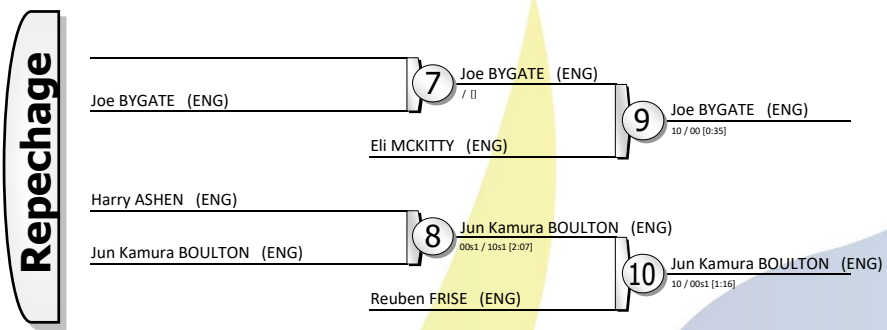 Repechage
Joe BYGATE (ENG)
7
Joe BYGATE (ENG)
/ []
Eli MCKITTY (ENG)
9
Joe BYGATE (ENG)
10 / 00 [0:35]
Harry ASHEN (ENG)
Jun Kamura BOULTON (ENG)
8
Jun Kamura BOULTON (ENG)
00s1 / 10s1 [2:07]
Reuben FRISE (ENG)
10
Jun Kamura BOULTON (ENG)
10 / 00s1 [1:16]